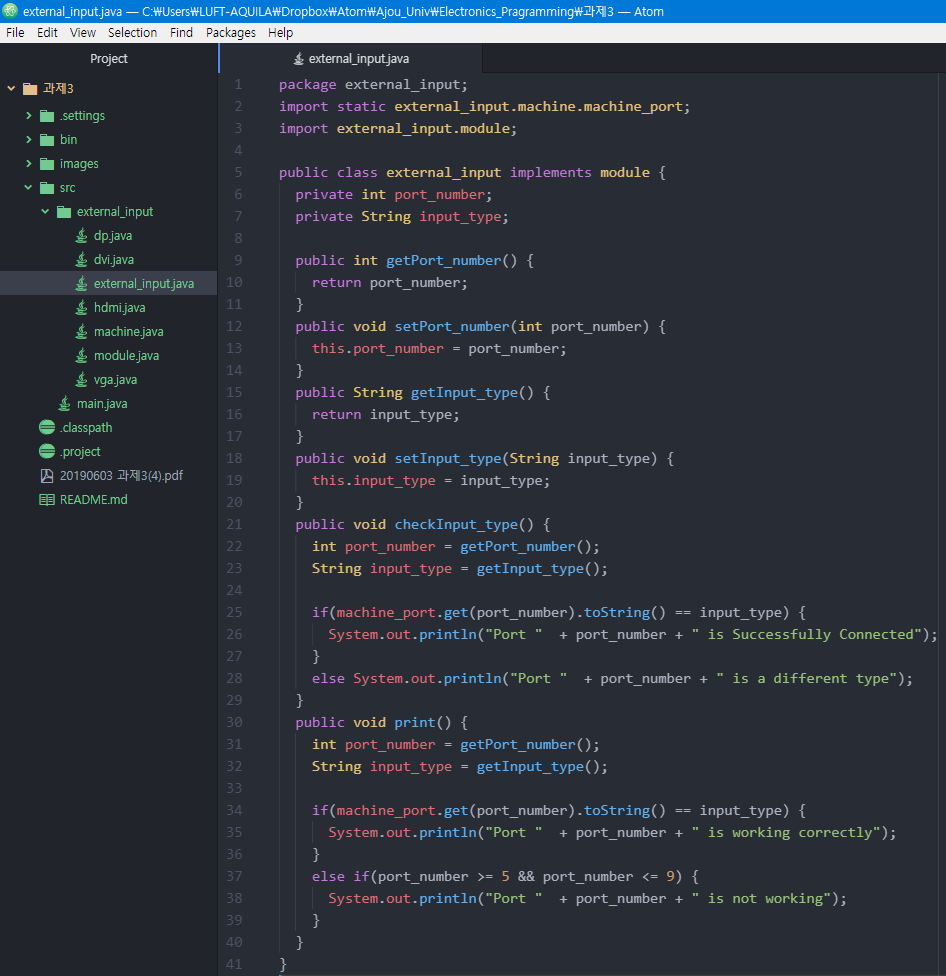 external_input.java — C:₩Users₩LUFT-AQUILA₩Dropbox₩Atom₩Ajou_Univ₩Electronics_Pragramming₩과제3 — Atom
File Edit View Selection Find Packages Help
Project
과제3
.settings
bin
images
src
external_input
dp.java
dvi.java
external_input.java
hdmi.java
machine.java
module.java
vga.java
main.java
.classpath
.project
20190603 과제3(4).pdf
README.md
external_input.java
1 package external_input;
2 import static external_input.machine.machine_port;
3 import external_input.module;
4
5 public class external_input implements module {
6 private int port_number;
7 private String input_type;
8
9 public int getPort_number() {
10 return port_number;
11 }
12 public void setPort_number(int port_number) {
13 this.port_number = port_number;
14 }
15 public String getInput_type() {
16 return input_type;
17 }
18 public void setInput_type(String input_type) {
19 this.input_type = input_type;
20 }
21 public void checkInput_type() {
22 int port_number = getPort_number();
23 String input_type = getInput_type();
24
25 if(machine_port.get(port_number).toString() == input_type) {
26 System.out.println("Port "  + port_number + " is Successfully Connected");
27 }
28 else System.out.println("Port "  + port_number + " is a different type");
29 }
30 public void print() {
31 int port_number = getPort_number();
32 String input_type = getInput_type();
33
34 if(machine_port.get(port_number).toString() == input_type) {
35 System.out.println("Port "  + port_number + " is working correctly");
36 }
37 else if(port_number >= 5 && port_number <= 9) {
38 System.out.println("Port "  + port_number + " is not working");
39 }
40 }
41 }